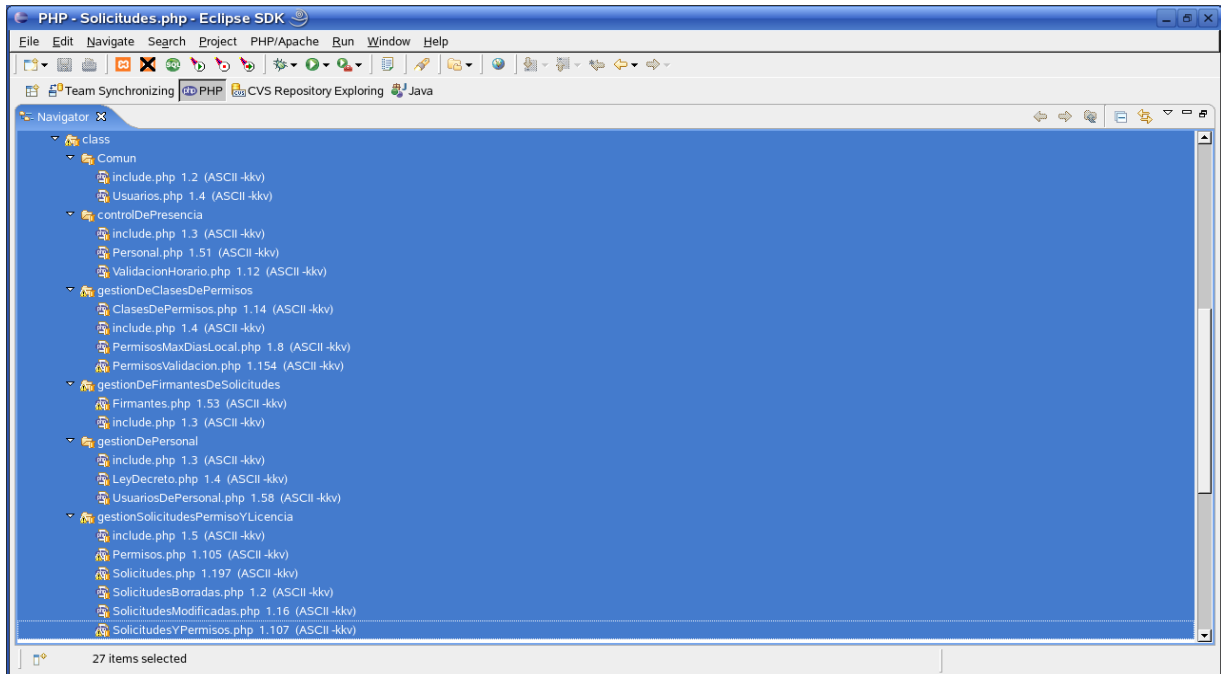 PHP - Solicitudes.php - Eclipse SDK
File Edit Navigate Search Project PHP/Apache Run Window Help
SQL
Team Synchronizing PHP CVS Repository Exploring Java
Navigator
class
Comun
include.php 1.2 (ASCII -kkv)
Usuarios.php 1.4 (ASCII -kkv)
controlDePresencia
include.php 1.3 (ASCII -kkv)
Personal.php 1.51 (ASCII -kkv)
ValidacionHorario.php 1.12 (ASCII -kkv)
gestionDeClasesDePermisos
ClasesDePermisos.php 1.14 (ASCII -kkv)
include.php 1.4 (ASCII -kkv)
PermisosMaxDiasLocal.php 1.8 (ASCII -kkv)
PermisosValidacion.php 1.154 (ASCII -kkv)
gestionDeFirmantesDeSolicitudes
Firmantes.php 1.53 (ASCII -kkv)
include.php 1.3 (ASCII -kkv)
gestionDePersonal
include.php 1.3 (ASCII -kkv)
LeyDecreto.php 1.4 (ASCII -kkv)
UsuariosDePersonal.php 1.58 (ASCII -kkv)
gestionSolicitudesPermisoYLicencia
include.php 1.5 (ASCII -kkv)
Permisos.php 1.105 (ASCII -kkv)
Solicitudes.php 1.197 (ASCII -kkv)
SolicitudesBorradas.php 1.2 (ASCII -kkv)
SolicitudesModificadas.php 1.16 (ASCII -kkv)
SolicitudesYPermisos.php 1.107 (ASCII -kkv)
27 items selected